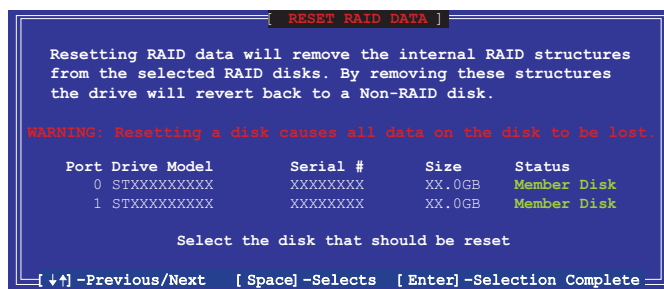 [ RESET RAID DATA ]
Resetting RAID data will remove the internal RAID structures
from the selected RAID disks. By removing these structures
the drive will revert back to a Non-RAID disk.
WARNING: Resetting a disk causes all data on the disk to be lost.
Port Drive Model Serial # Size Status
0 STXXXXXXXXX XXXXXXXX XX.0GB Member Disk
1 STXXXXXXXXX XXXXXXXX XX.0GB Member Disk
Select the disk that should be reset
[↓↑]-Previous/Next [Space]-Selects [Enter]-Selection Complete